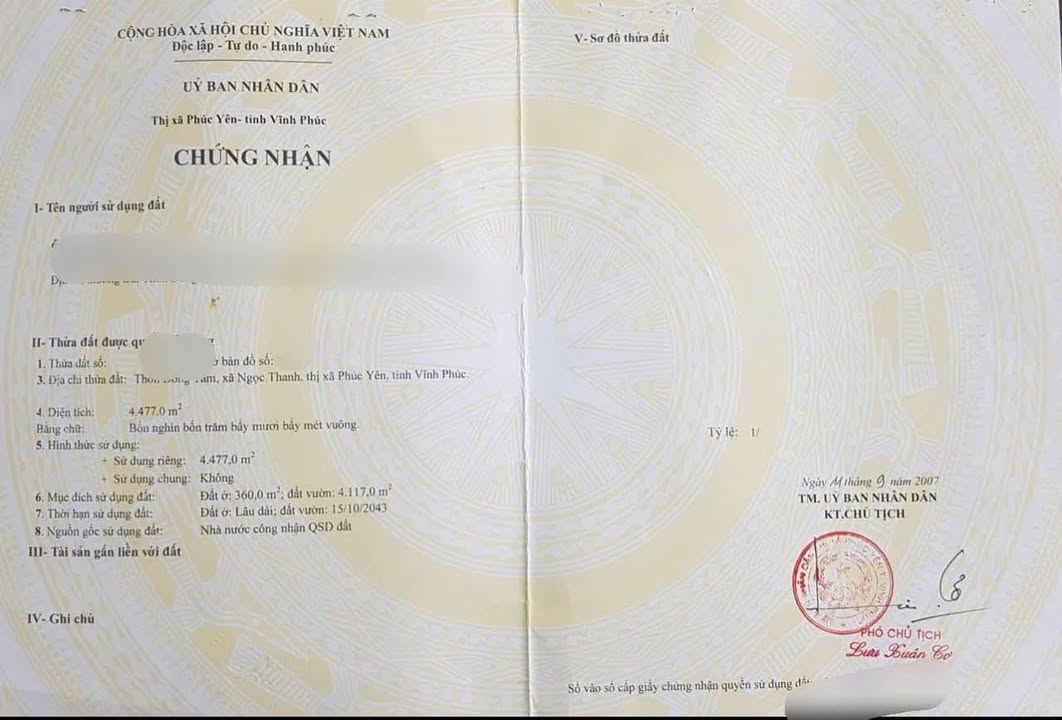 CỘNG HÒA XÃ HỘI CHỦ NGHĨA VIỆT NAM
Độc lập - Tự do - Hạnh phúc
UỶ BAN NHÂN DÂN
Thị xã Phúc Yên- tỉnh Vĩnh Phúc
CHỨNG NHẬN
I- Tên người sử dụng đất
II- Thửa đất được
1. Thửa đất số: bản đồ số:
3. Địa chỉ thửa đất: xã Ngọc Thanh. thị xã Phúc Yên, tỉnh Vĩnh Phúc.
4. Diện tích: 4.477.0 m²
Bằng chữ: Bốn nghìn bốn trăm bảy mươi bảy mét vuông.
5. Hình thức sử dụng:
+ Sử dụng riêng: 4.477,0 m²
+ Sử dụng chung: Không
6. Mục đích sử dụng đất: Đất ở: 360,0 m²; đất vườn: 4.117,0 m²
7. Thời hạn sử dụng đất: Đất ở: Lâu dài; đất vườn: 15/10/2043
8. Nguồn gốc sử dụng đất: Nhà nước công nhận QSD đất
III- Tài sản gắn liền với đất
IV- Ghi chú
V- Sơ đồ thửa đất
Tỷ lệ: 1/
Ngày 11 tháng 9 năm 2007
TM. UỶ BAN NHÂN DÂN
KT.CHỦ TỊCH
PHÓ CHỦ TỊCH
Lưu Xuân Cơ
Số vào sổ cấp giấy chứng nhận quyền sử dụng